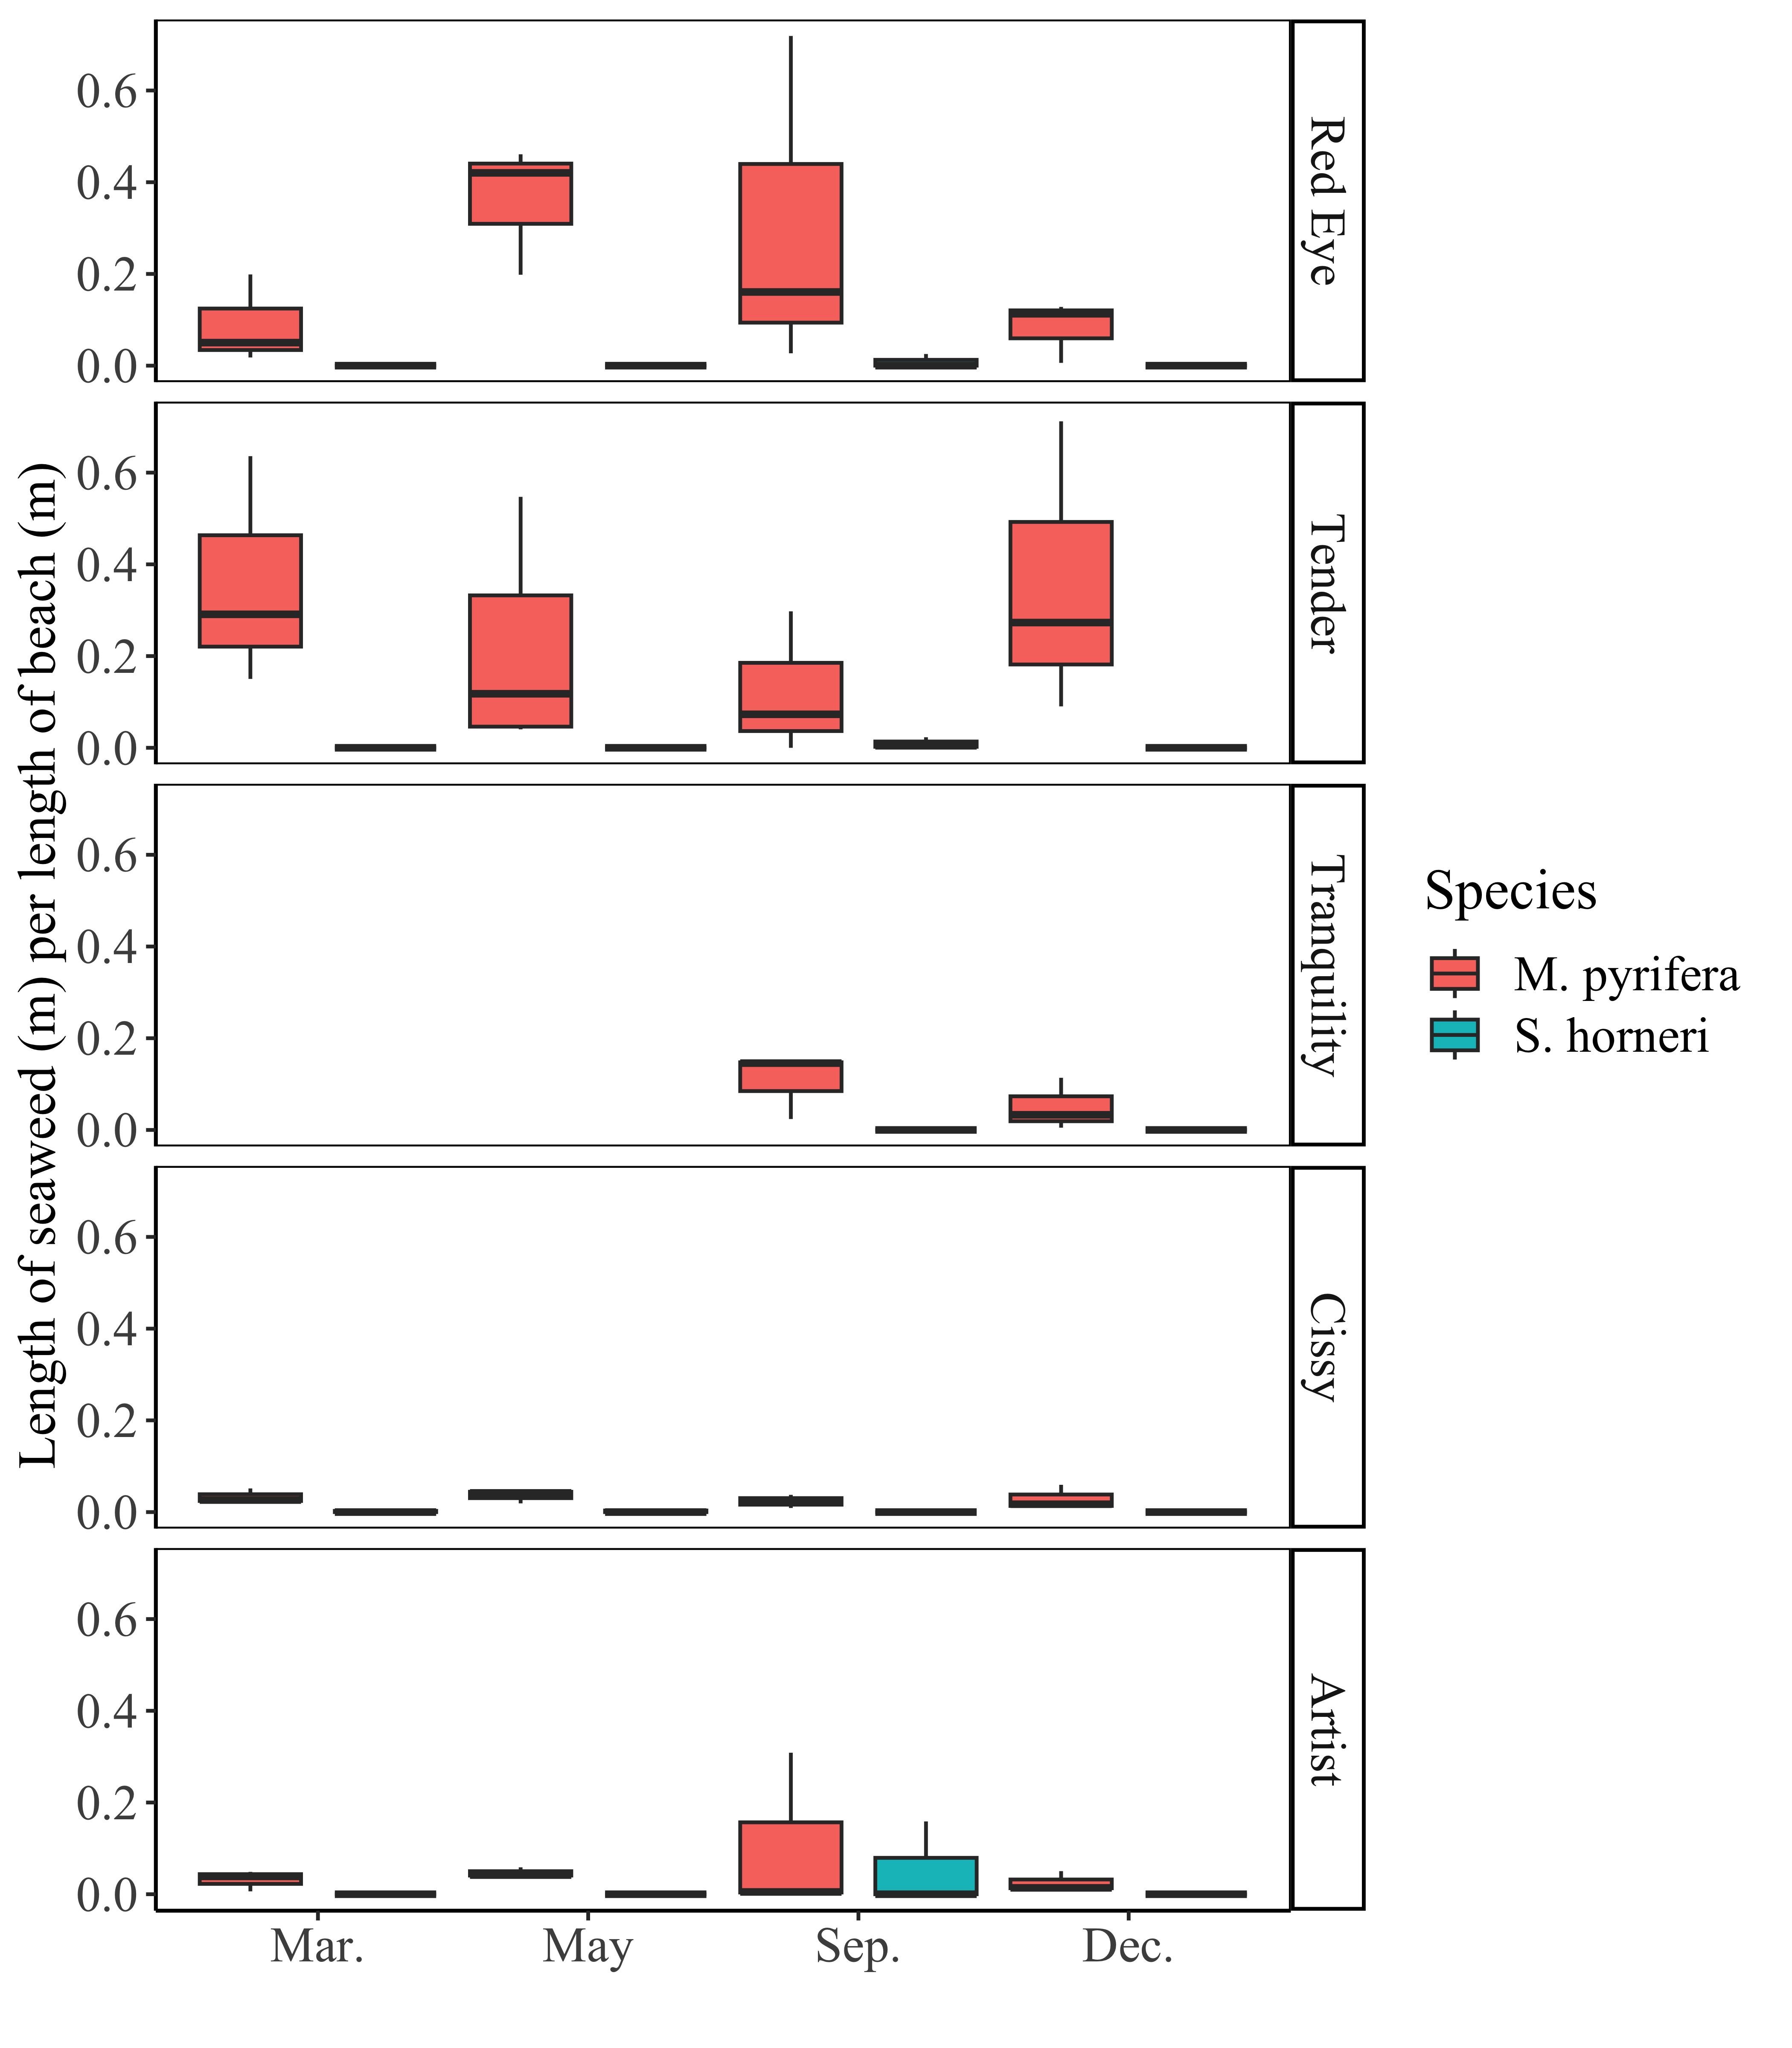 Length of seaweed (m) per length of beach (m)
0.6
0.4
0.2
0.0
Red Eye
0.6
0.4
0.2
0.0
Tender
0.6
0.4
0.2
0.0
Tranquility
0.6
0.4
0.2
0.0
Cissy
0.6
0.4
0.2
0.0
Artist
Mar. May Sep. Dec.
Species
M. pyrifera
S. horneri